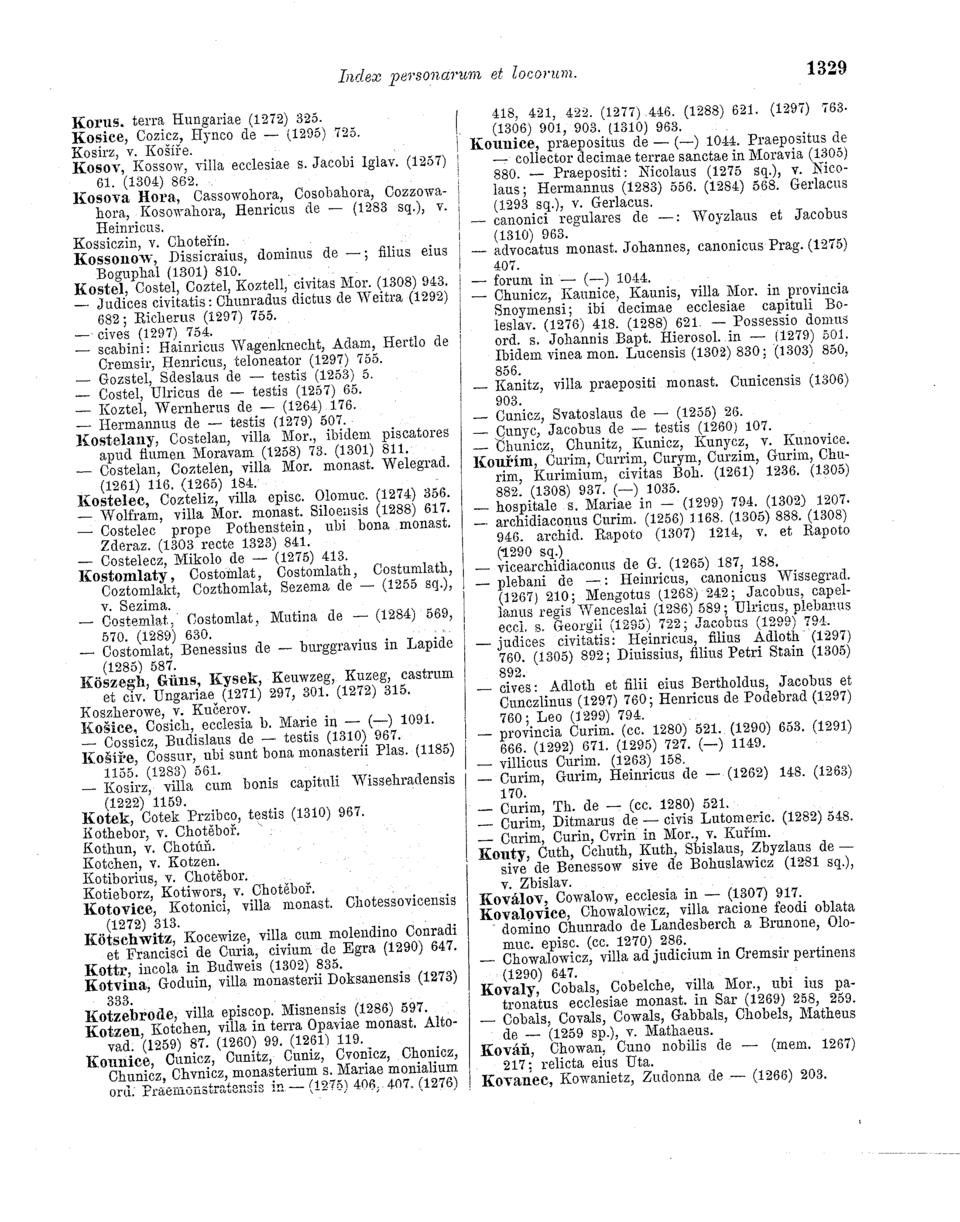 Index personarum et locorum.
1329
Korus, terra Hungariae (1272) 325.
Kosice, Cozicz, Hynco de — (1295) 725.
Kosirz, v. Košíře.
Kosov, Kossow, villa ecclesiae s. Jacobi Iglav. (1257)
61. (1304) 862.
Kosova Hora, Cassowohora, Cosobahora, Cozzowa-
hora, Kosowahora, Henricus de — (1283 sq.), v.
Heinricus.
Kossiczin, v. Choteřín.
Kossonow, Dissicraius, dominus de —; filius eius
Boguphal (1301) 810.
Kostel, Costel, Coztel, Koztell, civitas Mor. (1308) 943.
— Judices civitatis: Chunradus dictus de Weitra (1292)
682; Richerus (1297) 755.
— cives (1297) 754.
— scabini: Hainricus Wagenknecht, Adam, Hertlo de
Cremsir, Henricus, teloneator (1297) 755.
— Gozstel, Sdeslaus de — testis (1253) 5.
— Costel, Ulricus de — testis (1257) 65.
— Koztel, Wernherus de — (1264) 176.
— Hermannus de — testis (1279) 507.
Kostelany, Costelan, villa Mor., ibidem piscatores
apud flumen Moravam (1258) 73. (1301) 811.
— Costelan, Coztelen, villa Mor. monast. Welegrad.
(1261) 116. (1265) 184.
Kostelec, Cozteliz, villa episc. Olomuc. (1274) 356.
— Wolfram, villa Mor. monast. Siloensis (1288) 617.
— Costelec prope Pothenstein, ubi bona monast.
Zderaz. (1303 recte 1323) 841.
— Costelecz, Mikolo de — (1275) 413.
Kostomlaty, Costomlat, Costomlath, Costumlath,
Coztomlakt, Cozthomlat, Sezema de — (1255 sq.),
v. Sezima.
— Costemlat, Costomlat, Mutina de — (1284) 569,
570. (1289) 630.
— Costomlat, Benessius de — burggravius in Lapide
(1285) 587.
Köszegh, Güns, Kysek, Keuwzeg, Kuzeg, castrum
et civ. Ungariae (1271) 297, 301. (1272) 315.
Koszherowe, v. Kučerov.
Košice, Cosich, ecclesia b. Marie in — (—) 1091.
— Cossicz, Budislaus de — testis (1310) 967.
Košíře, Cossur, ubi sunt bona monasterii Plas. (1185)
1155. (1283) 561.
— Kosirz, villa cum bonis capituli Wissehradensis
(1222) 1159.
Kotek, Cotek Przibco, testis (1310) 967.
Kothebor, v. Chotěboř.
Kothun, v. Chotúň.
Kotchen, v. Kotzen.
Kotiborius, v. Chotěbor.
Kotieborz, Kotiwors, v. Chotěboř.
Kotovice, Kotonici, villa monast. Chotessovicensis
(1272) 313.
Kötschwitz, Kocewize, villa cum molendino Conradi
et Francisci de Curia, civium de Egra (1290) 647.
Kottr, incola in Budweis (1302) 835.
Kotvina, Goduin, villa monasterii Doksanensis (1273)
333.
Kotzebrode, villa episcop. Misnensis (1286) 597.
Kotzen, Kotchen, villa in terra Opaviae monast. Alto-
vad. (1259) 87. (1260) 99. (1261) 119.
Kounice, Cunicz, Cunitz, Cuniz, Cvonicz, Chonicz,
Chunicz, Chvnicz, monasterium s. Mariae monialium
ord. Praemonstratensis in — (1275) 406, 407. (1276)
418, 421, 422. (1277) 446. (1288) 621. (1297) 763.
(1306) 901, 903. (1310) 963.
Kounice, praepositus de — (—) 1044. Praepositus de
— collector decimae terrae sanctae in Moravia (1305)
880. — Praepositi: Nicolaus (1275 sq.), v. Nico-
laus; Hermannus (1283) 556. (1284) 568. Gerlacus
(1293 sq.), v. Gerlacus.
— canonici regulares de —: Woyzlaus et Jacobus
(1310) 963.
— advocatus monast. Johannes, canonicus Prag. (1275)
407.
— forum in — (—) 1044.
— Chunicz, Kaunice, Kaunis, villa Mor. in provincia
Snoymensi; ibi decimae ecclesiae capituli Bo-
leslav. (1276) 418. (1288) 621. — Possessio domus
ord. s. Johannis Bapt. Hierosol. in — (1279) 501.
Ibidem vinea mon. Lucensis (1302) 830; (1303) 850,
856.
— Kanitz, villa praepositi monast. Cunicensis (1306)
903.
— Cunicz, Svatoslaus de — (1255) 26.
— Cunyc, Jacobus de — testis (1260) 107.
— Chunicz, Chunitz, Kunicz, Kunycz, v. Kunovice.
Kouřím, Curim, Currim, Curym, Curzim, Gurim, Chu-
rim, Kurimium, civitas Boh. (1261) 1236. (1305)
882. (1308) 937. (—) 1035.
— hospitale s. Mariae in — (1299) 794. (1302) 1207.
— archidiaconus Curim. (1256) 1168. (1305) 888. (1308)
946. archid. Rapoto (1307) 1214, v. et Rapoto
(1290 sq.)
— vicearchidiaconus de G. (1265) 187, 188.
— plebani de —: Heinricus, canonicus Wissegrad.
(1267) 210; Mengotus (1268) 242; Jacobus, capel-
lanus regis Wenceslai (1286) 589; Ulricus, plebanus
eccl. s. Georgii (1295) 722; Jacobus (1299) 794.
— judices civitatis: Heinricus, filius Adloth (1297)
760. (1305) 892; Diuissius, filius Petri Stain (1305)
892.
— cives: Adloth et filii eius Bertholdus, Jacobus et
Cunczlinus (1297) 760; Henricus de Podebrad (1297)
760; Leo (1299) 794.
— provincia Curim. (cc. 1280) 521. (1290) 653. (1291)
666. (1292) 671. (1295) 727. (—) 1149.
— villicus Curim. (1263) 158.
— Curim, Gurim, Heinricus de — (1262) 148. (1263)
170.
— Curim, Th. de — (cc. 1280) 521.
— Curim, Ditmarus de — civis Lutomeric. (1282) 548.
— Curim, Curin, Cvrin in Mor., v. Kuřím.
Kouty, Cuth, Cchuth, Kuth, Sbislaus, Zbyzlaus de —
sive de Benessow sive de Bohuslawicz (1281 sq.),
v. Zbislav.
Koválov, Cowalow, ecclesia in — (1307) 917.
Kovalovice, Chowalowicz, villa racione feodi oblata
domino Chunrado de Landesberch a Brunone, Olo-
muc. episc. (cc. 1270) 286.
— Chowalowicz, villa ad judicium in Cremsir pertinens
(1290) 647.
Kovaly, Cobals, Cobelche, villa Mor., ubi ius pa-
tronatus ecclesiae monast. in Sar (1269) 258, 259.
— Cobals, Covals, Cowals, Gabbals, Chobels, Matheus
de — (1259 sp.), v. Mathaeus.
Kováň, Chowan, Cuno nobilis de — (mem. 1267)
217; relicta eius Uta.
Kovanec, Kowanietz, Zudonna de — (1266) 203.